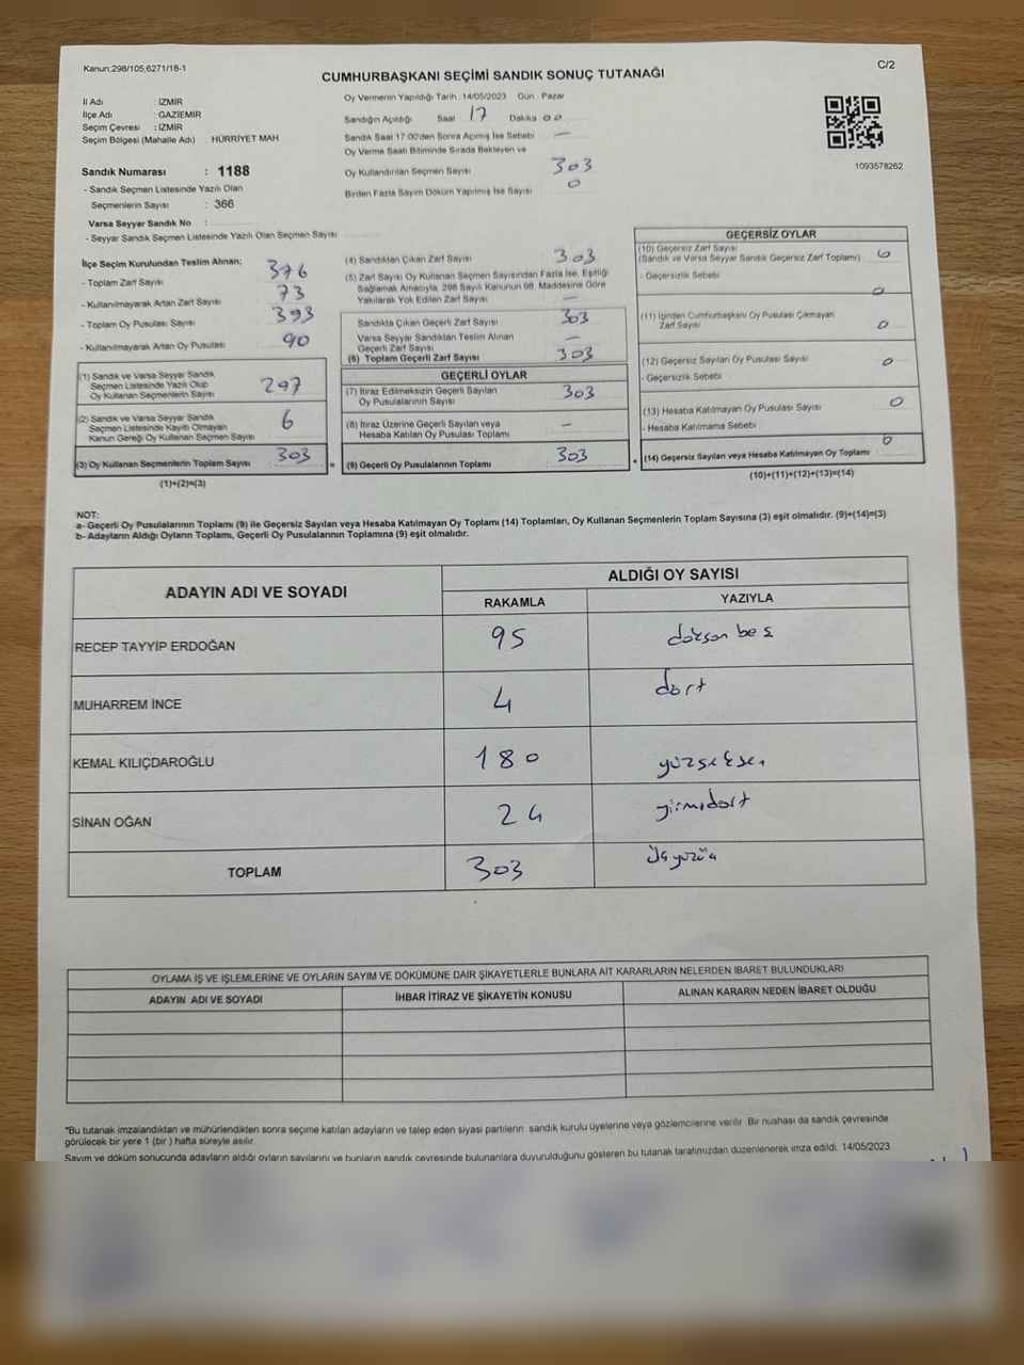 Kanun:298/105,6271/18-1
C/2
CUMHURBAŞKANI SEÇİMİ SANDIK SONUÇ TUTANAĞI
İl Adı : İZMİR
İlçe Adı : GAZİEMİR
Seçim Çevresi : İZMİR
Seçim Bölgesi (Mahalle Adı) : HÜRRİYET MAH
Sandık Numarası : 1188
- Sandık Seçmen Listesinde Yazılı Olan
Seçmenlerin Sayısı : 366
Varsa Seyyar Sandık No :
- Seyyar Sandık Seçmen Listesinde Yazılı Olan Seçmen Sayısı
Oy Vermenin Yapıldığı Tarih :14/05/2023 Gün : Pazar
Sandığın Açıldığı Saat 17 Dakika 00
Sandık Saat 17.00'den Sonra Açılmış İse Sebebi —
Oy Verme Saati Bitiminde Sırada Bekleyen ve
Oy Kullandırılan Seçmen Sayısı 303
Birden Fazla Sayım Döküm Yapılmış İse Sayısı 0
1093578262
İlçe Seçim Kurulundan Teslim Alınan:
- Toplam Zarf Sayısı 376
- Kullanılmayarak Artan Zarf Sayısı 73
- Toplam Oy Pusulası Sayısı 393
- Kullanılmayarak Artan Oy Pusulası 90
(1) Sandık ve Varsa Seyyar Sandık
Seçmen Listesinde Yazılı Olup
Oy Kullanan Seçmenlerin Sayısı 297
(2) Sandık ve Varsa Seyyar Sandık
Seçmen Listesinde Kayıtlı Olmayan
Kanun Gereği Oy Kullanan Seçmen Sayısı 6
(3) Oy Kullanan Seçmenlerin Toplam Sayısı 303
(1)+(2)=(3)
(4) Sandıktan Çıkan Zarf Sayısı 303
(5) Zarf Sayısı Oy Kullanan Seçmen Sayısından Fazla İse, Eşitliği
Sağlamak Amacıyla, 298 Sayılı Kanunun 98. Maddesine Göre
Yakılarak Yok Edilen Zarf Sayısı —
Sandıkta Çıkan Geçerli Zarf Sayısı 303
Varsa Seyyar Sandıktan Teslim Alınan
Geçerli Zarf Sayısı —
(6) Toplam Geçerli Zarf Sayısı 303
GEÇERLİ OYLAR
(7) İtiraz Edilmeksizin Geçerli Sayılan
Oy Pusulalarının Sayısı 303
(8) İtiraz Üzerine Geçerli Sayılan veya
Hesaba Katılan Oy Pusulası Toplamı —
= (9) Geçerli Oy Pusulalarının Toplamı 303
GEÇERSİZ OYLAR
(10) Geçersiz Zarf Sayısı
(Sandık ve Varsa Seyyar Sandık Geçersiz Zarf Toplamı) 0
- Geçersizlik Sebebi
0
(11) İçinden Cumhurbaşkanı Oy Pusulası Çıkmayan
Zarf Sayısı 0
(12) Geçersiz Sayılan Oy Pusulası Sayısı 0
- Geçersizlik Sebebi
(13) Hesaba Katılmayan Oy Pusulası Sayısı 0
- Hesaba Katılmama Sebebi
+ (14) Geçersiz Sayılan veya Hesaba Katılmayan Oy Toplamı 0
(10)+(11)+(12)+(13)=(14)
NOT:
a- Geçerli Oy Pusulalarının Toplamı (9) ile Geçersiz Sayılan veya Hesaba Katılmayan Oy Toplamı (14) Toplamları, Oy Kullanan Seçmenlerin Toplam Sayısına (3) eşit olmalıdır. (9)+(14)=(3)
b- Adayların Aldığı Oyların Toplamı, Geçerli Oy Pusulalarının Toplamına (9) eşit olmalıdır.
ADAYIN ADI VE SOYADI
ALDIĞI OY SAYISI
RAKAMLA YAZIYLA
RECEP TAYYİP ERDOĞAN 95 doksan beş
MUHARREM İNCE 4 dört
KEMAL KILIÇDAROĞLU 180 yüzseksen
SİNAN OĞAN 24 yirmidört
TOPLAM 303 üçyüzüç
OYLAMA İŞ VE İŞLEMLERİNE VE OYLARIN SAYIM VE DÖKÜMÜNE DAİR ŞİKAYETLERLE BUNLARA AİT KARARLARIN NELERDEN İBARET BULUNDUKLARI
ADAYIN ADI VE SOYADI İHBAR İTİRAZ VE ŞİKAYETİN KONUSU ALINAN KARARIN NEDEN İBARET OLDUĞU
*Bu tutanak imzalandıktan ve mühürlendikten sonra seçime katılan adayların ve talep eden siyasi partilerin sandık kurulu üyelerine veya gözlemcilerine verilir. Bir nüshası da sandık çevresinde
görülecek bir yere 1 (bir ) hafta süreyle asılır.
Sayım ve döküm sonucunda adayların aldığı oyların sayılarını ve bunların sandık çevresinde bulunanlara duyurulduğunu gösteren bu tutanak tarafımızdan düzenlenerek imza edildi. 14/05/2023